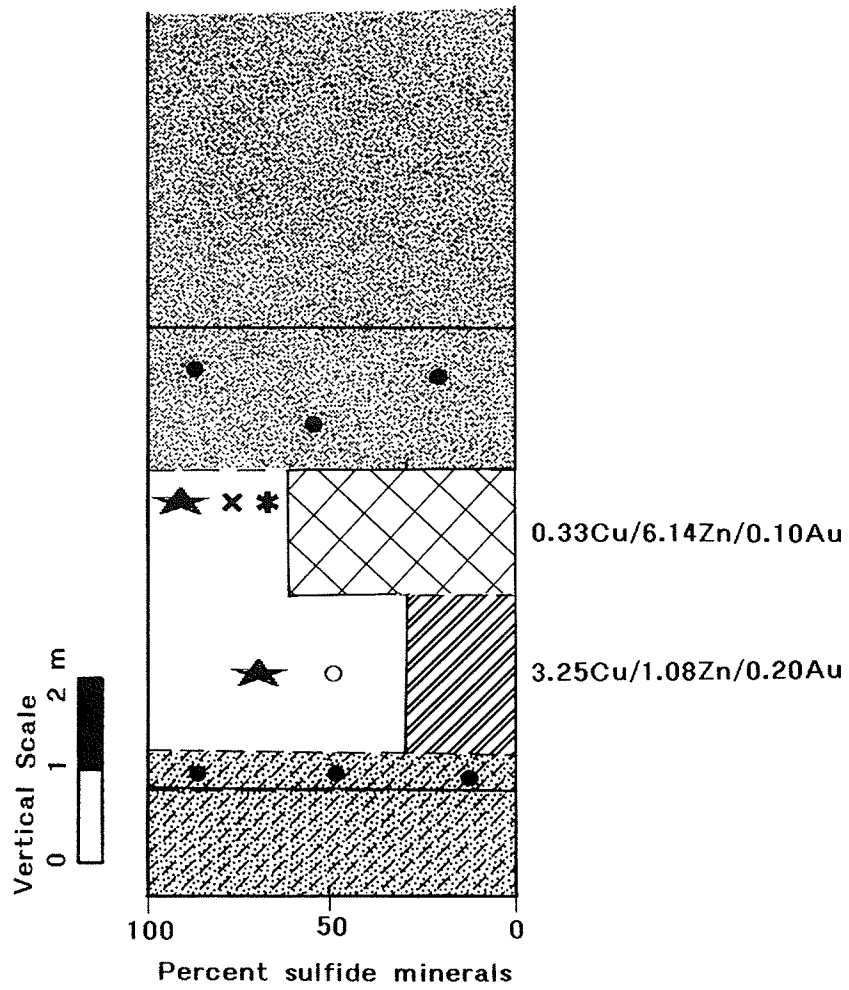 0.33Cu/6.14Zn/0.10Au
3.25Cu/1.08Zn/0.20Au
Vertical Scale
0 1 2 m
100 50 0
Percent sulfide minerals